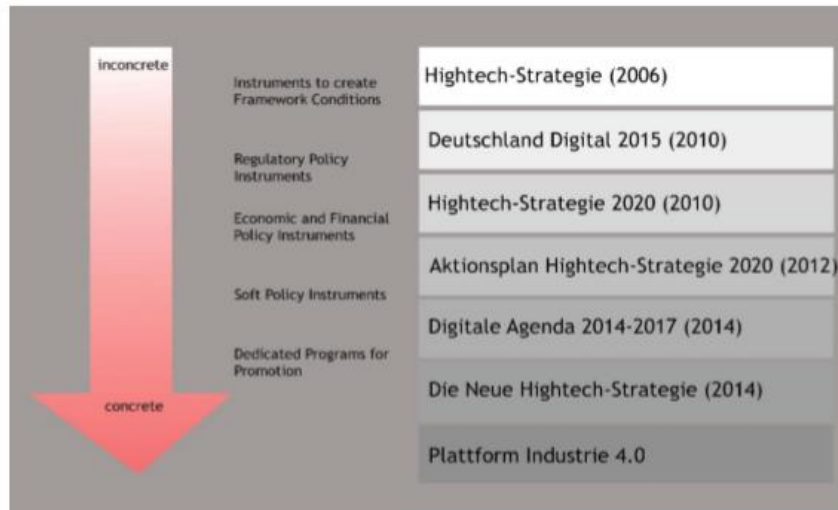 inconcrete
concrete
Instruments to create
Framework Conditions
Regulatory Policy
Instruments
Economic and Financial
Policy Instruments
Soft Policy Instruments
Dedicated Programs for
Promotion
Hightech-Strategie (2006)
Deutschland Digital 2015 (2010)
Hightech-Strategie 2020 (2010)
Aktionsplan Hightech-Strategie 2020 (2012)
Digitale Agenda 2014-2017 (2014)
Die Neue Hightech-Strategie (2014)
Plattform Industrie 4.0